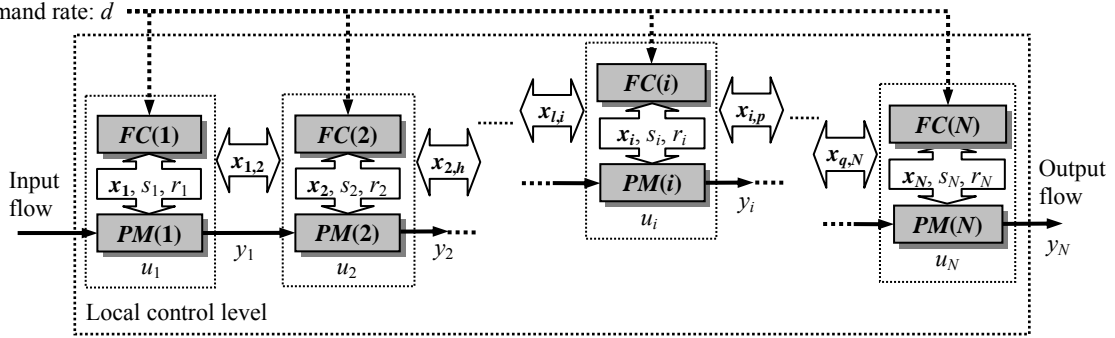 mand rate: d
FC(1)
FC(2)
FC(i)
FC(N)
x1, s1, r1
x1,2
x2, s2, r2
x2,h
.....
xl,i
xi, si, ri
xi,p
.....
xq,N
xN, sN, rN
Input
flow
PM(1)
y1
PM(2)
y2
PM(i)
yi
PM(N)
yN
Output
flow
u1
u2
ui
uN
Local control level